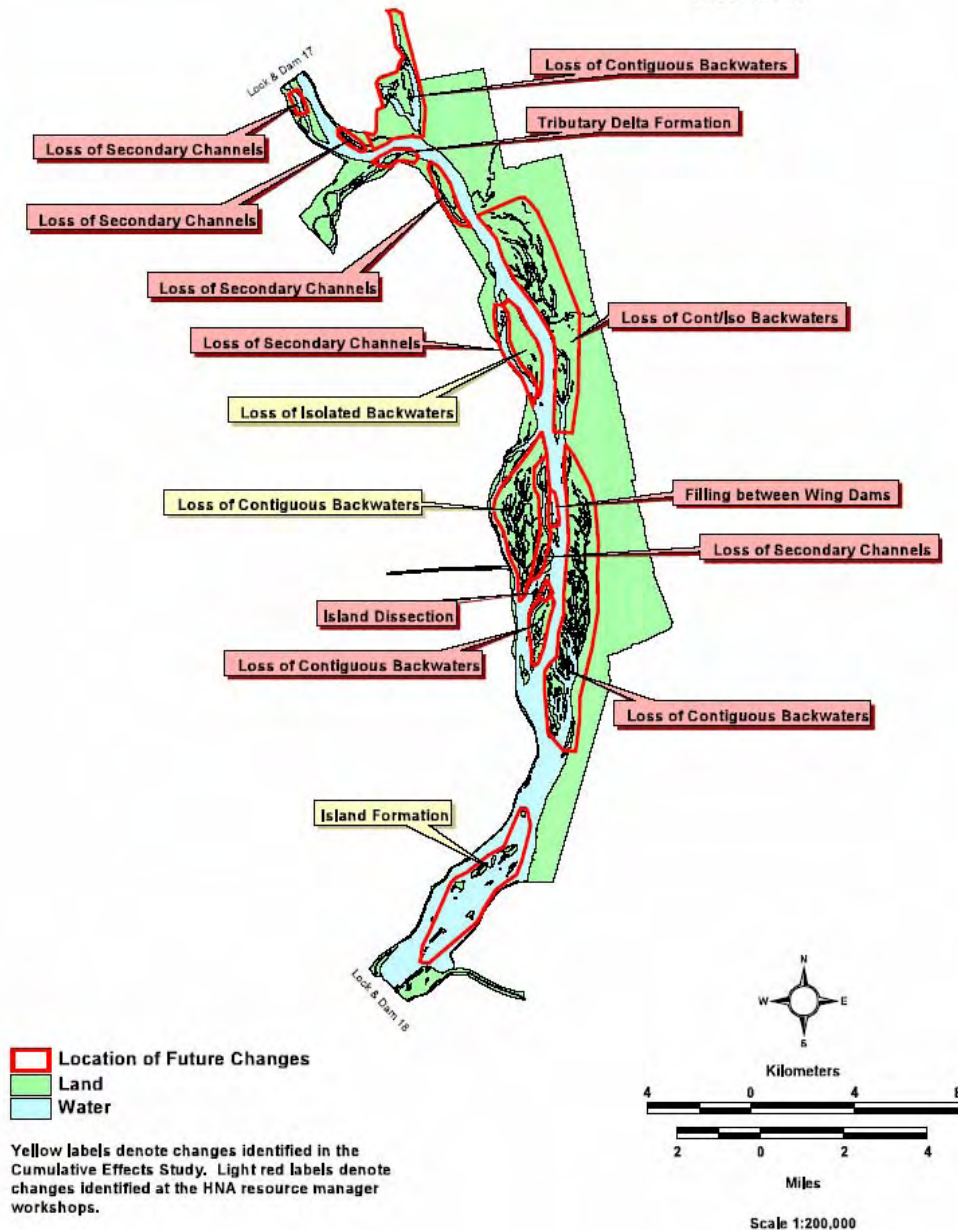 Lock & Dam 17
Loss of Contiguous Backwaters
Tributary Delta Formation
Loss of Secondary Channels
Loss of Secondary Channels
Loss of Secondary Channels
Loss of Cont/Iso Backwaters
Loss of Secondary Channels
Loss of Isolated Backwaters
Loss of Contiguous Backwaters
Filling between Wing Dams
Loss of Secondary Channels
Island Dissection
Loss of Contiguous Backwaters
Loss of Contiguous Backwaters
Island Formation
Lock & Dam 18
N
W E
S
Location of Future Changes
Land
Water
Kilometers
4 0 4 8
2 0 2 4
Miles
Scale 1:200,000
Yellow labels denote changes identified in the
Cumulative Effects Study. Light red labels denote
changes identified at the HNA resource manager
workshops.